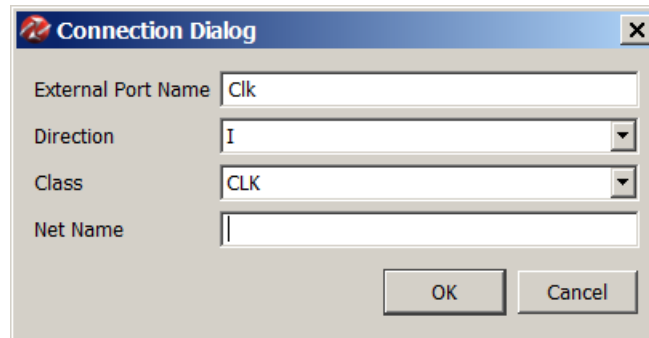 Connection Dialog
External Port Name Clk
Direction I
Class CLK
Net Name
OK Cancel